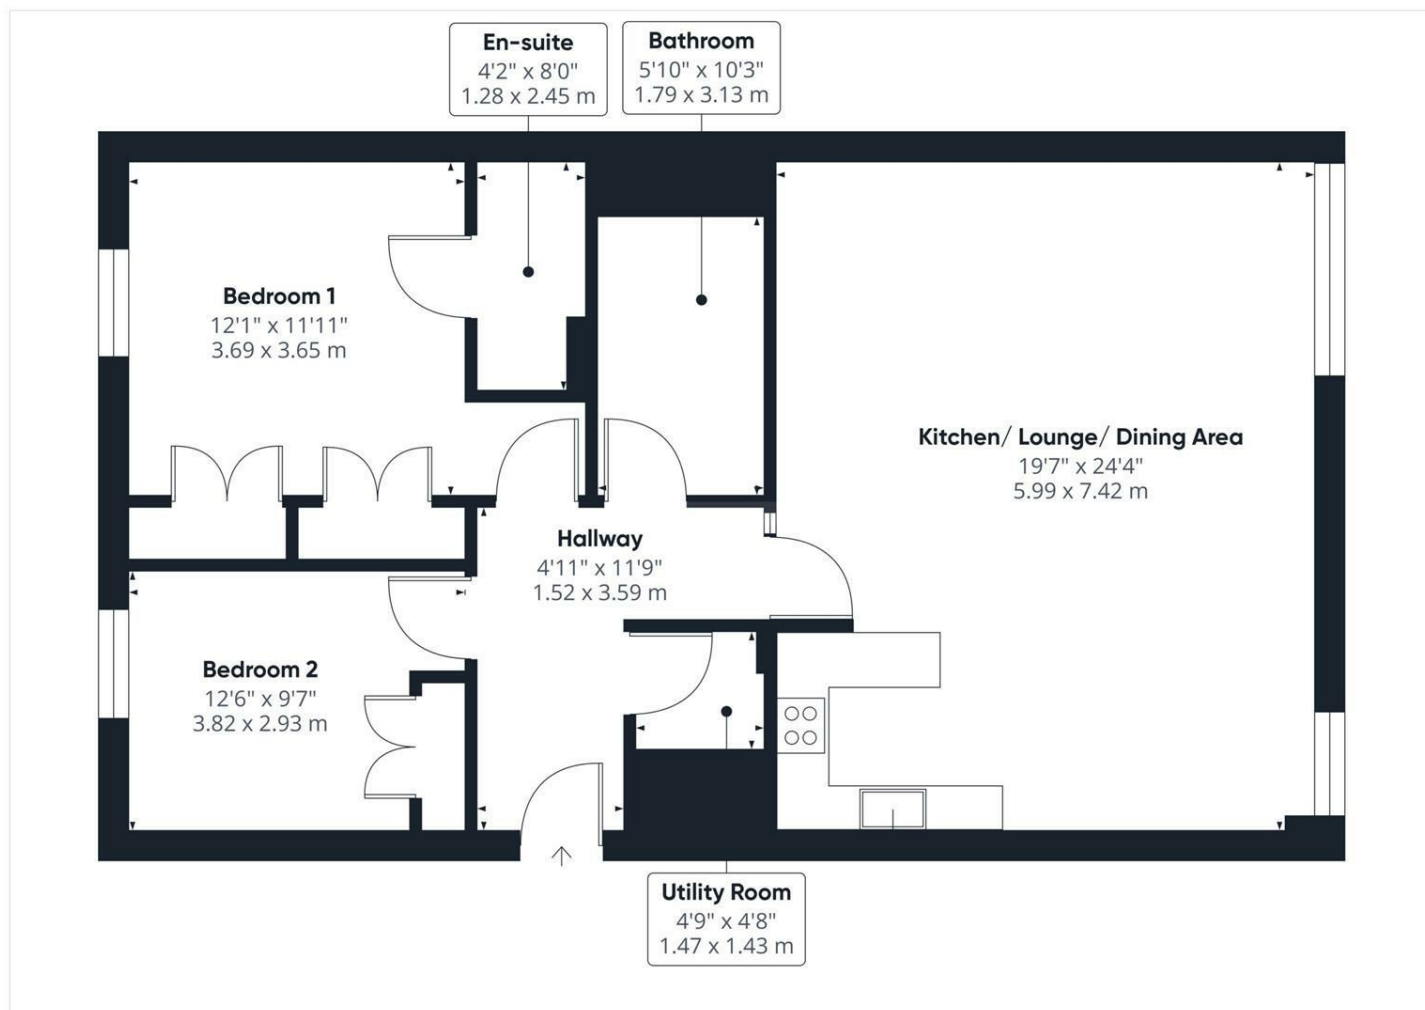 En-suite
4'2" x 8'0"
1.28 x 2.45 m
Bathroom
5'10" x 10'3"
1.79 x 3.13 m
Bedroom 1
12'1" x 11'11"
3.69 x 3.65 m
Kitchen/ Lounge/ Dining Area
19'7" x 24'4"
5.99 x 7.42 m
Hallway
4'11" x 11'9"
1.52 x 3.59 m
Bedroom 2
12'6" x 9'7"
3.82 x 2.93 m
Utility Room
4'9" x 4'8"
1.47 x 1.43 m